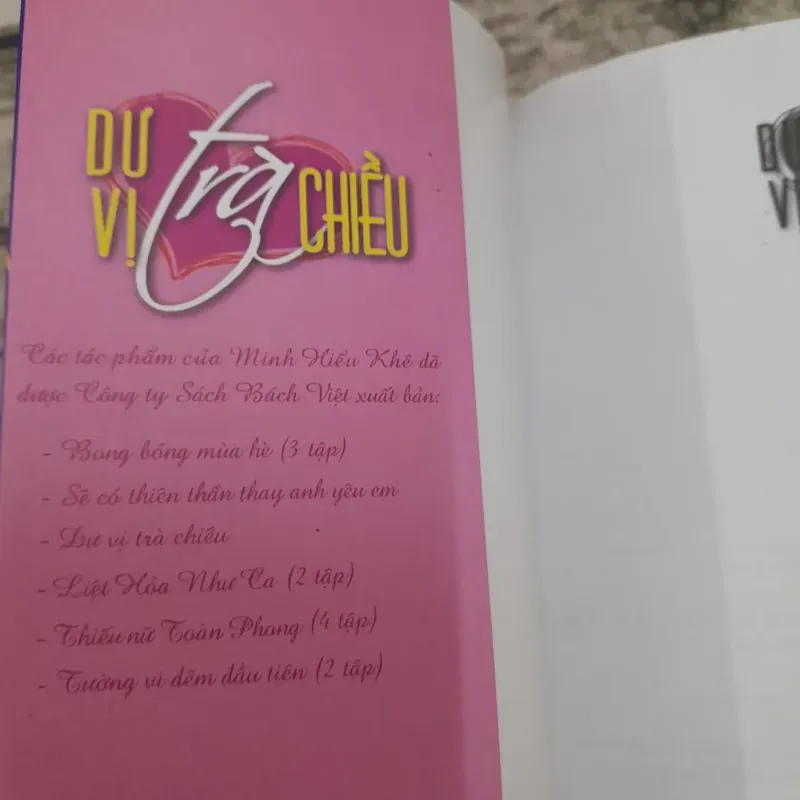 DƯ
VỊ trà CHIỀU
Các tác phẩm của Minh Hiểu Khê đã
được Công ty Sách Bách Việt xuất bản:
- Bong bóng mùa hè (3 tập)
- Sẽ có thiên thần thay anh yêu em
- Dư vị trà chiều
- Liệt Hỏa Như Ca (2 tập)
- Thiếu nữ Toàn Phong (4 tập)
- Tường vi đêm đầu tiên (2 tập)